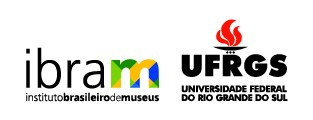 ibram
institutobrasileirodemuseus
UFRGS
UNIVERSIDADE FEDERAL
DO RIO GRANDE DO SUL